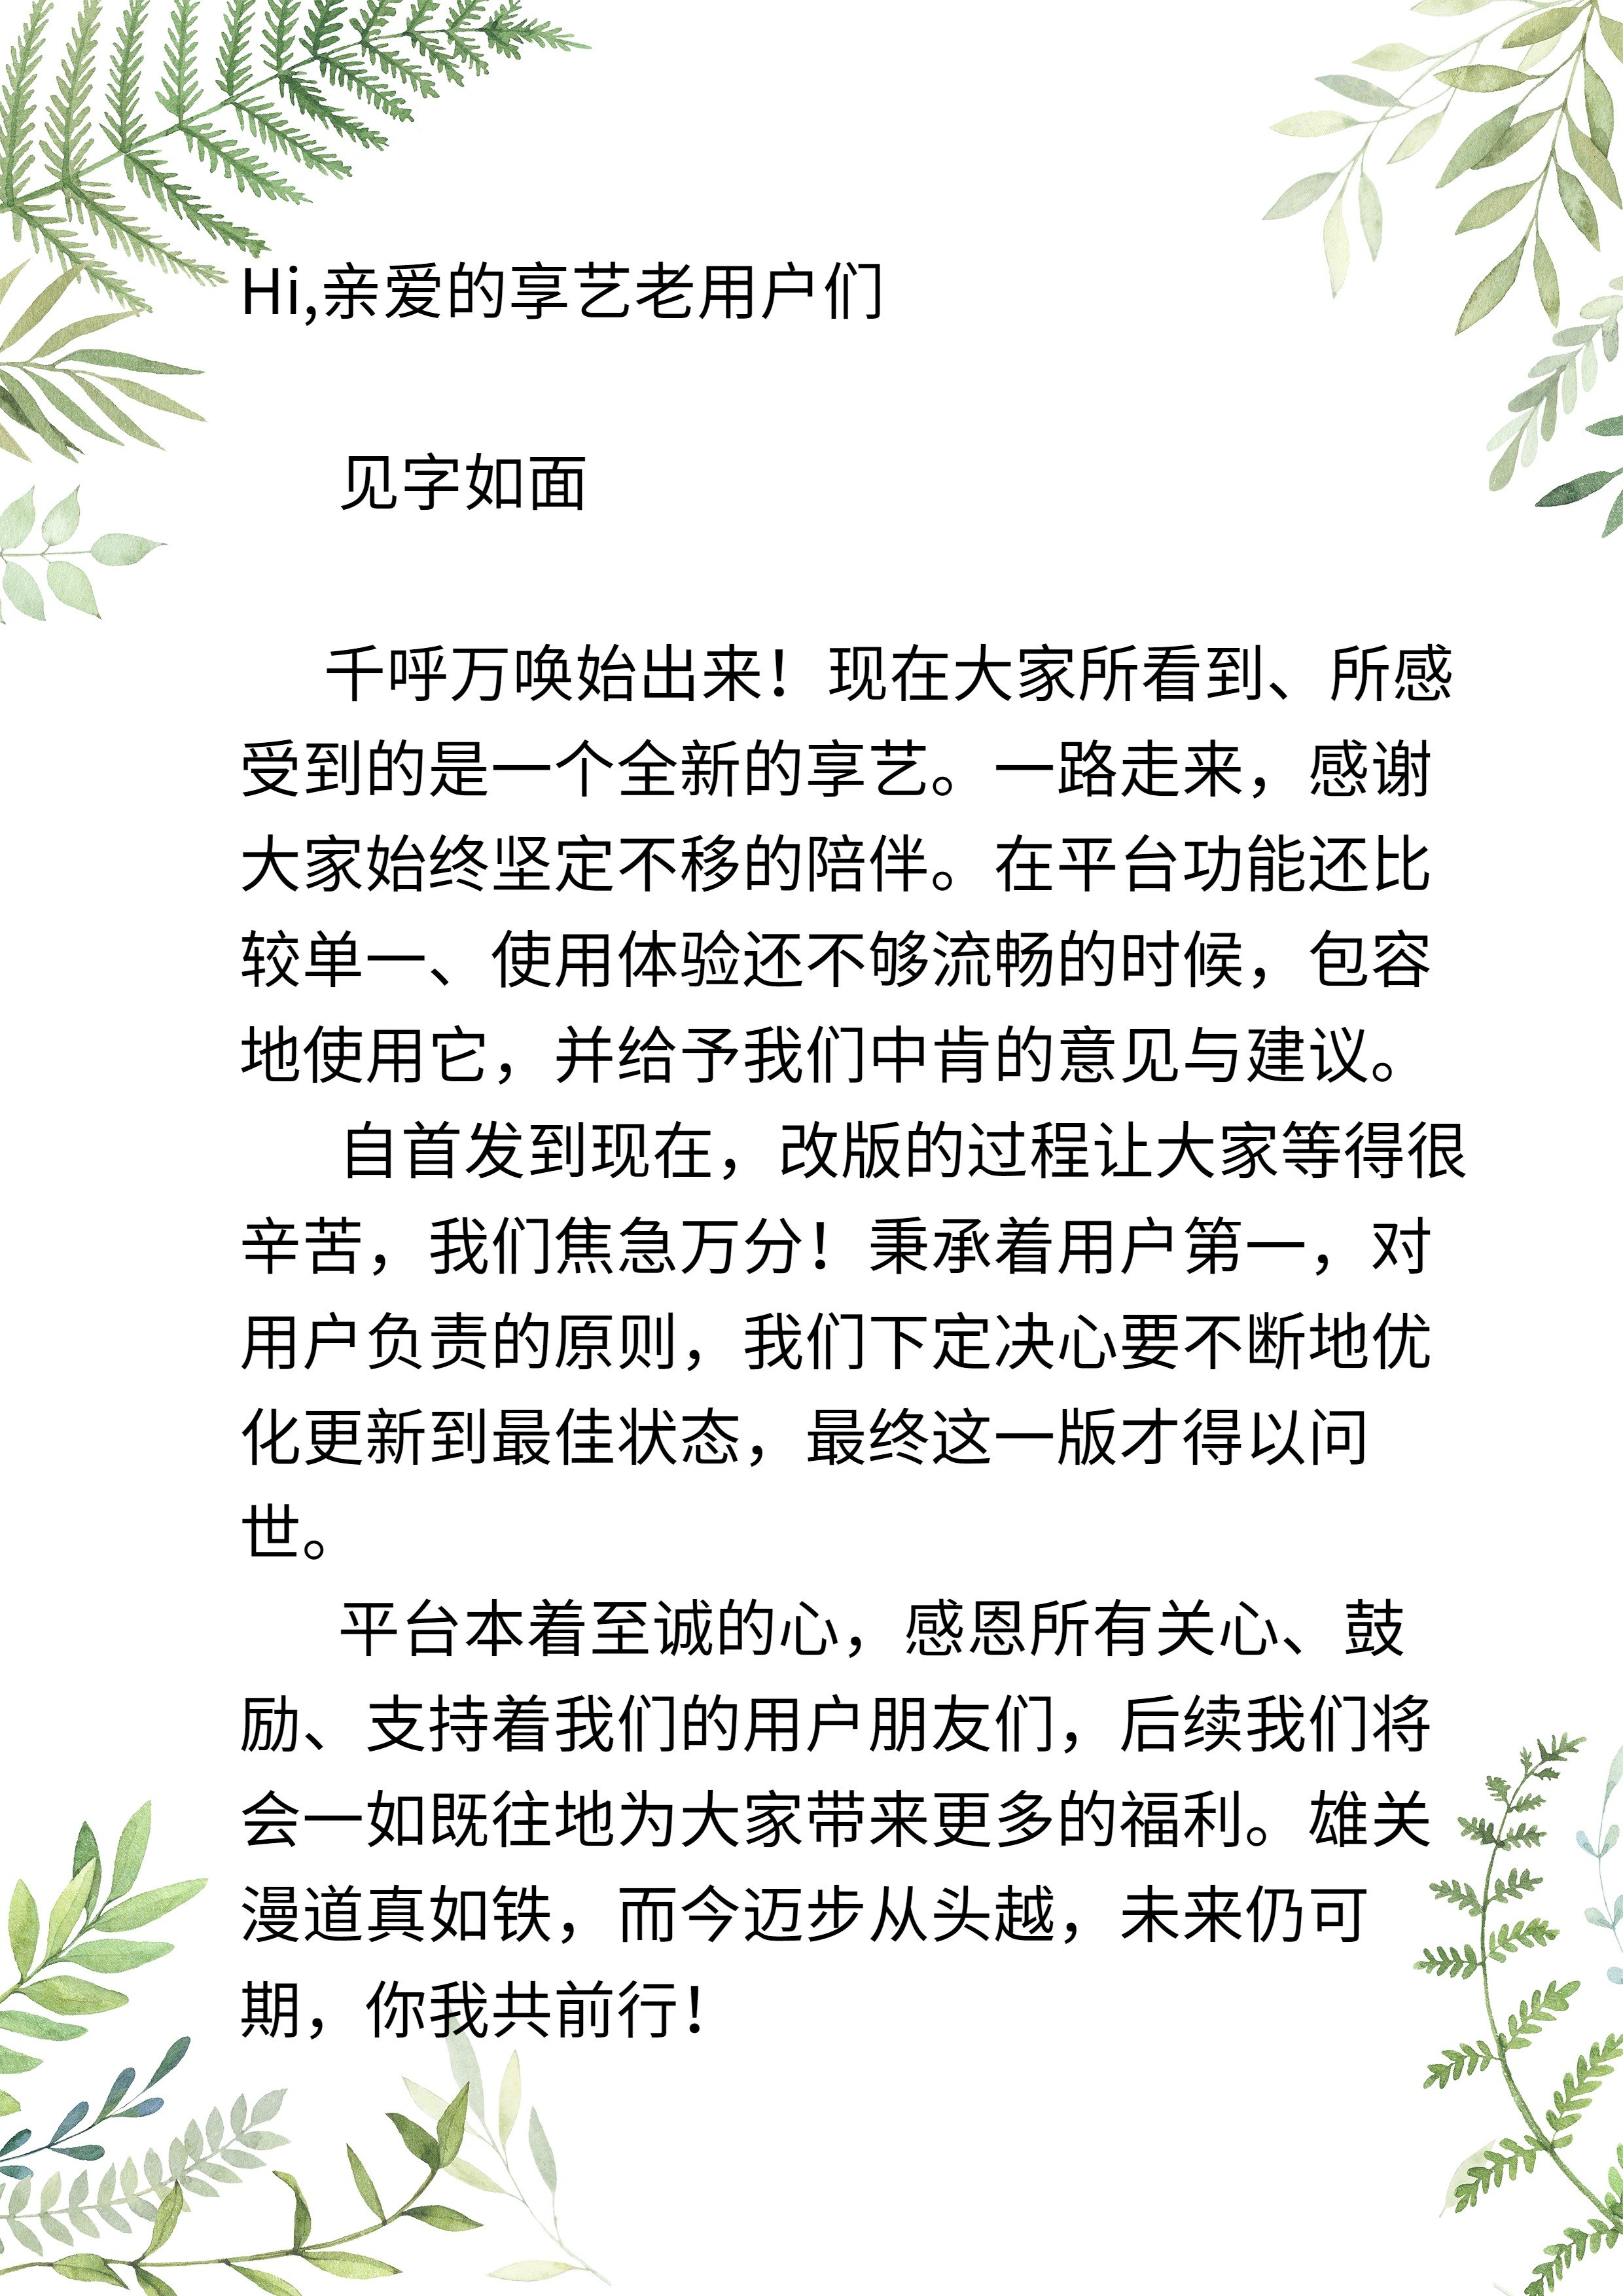 Hi,亲爱的享艺老用户们
见字如面
千呼万唤始出来！现在大家所看到、所感
受到的是一个全新的享艺。一路走来，感谢
大家始终坚定不移的陪伴。在平台功能还比
较单一、使用体验还不够流畅的时候，包容
地使用它，并给予我们中肯的意见与建议。
自首发到现在，改版的过程让大家等得很
辛苦，我们焦急万分！秉承着用户第一，对
用户负责的原则，我们下定决心要不断地优
化更新到最佳状态，最终这一版才得以问
世。
平台本着至诚的心，感恩所有关心、鼓
励、支持着我们的用户朋友们，后续我们将
会一如既往地为大家带来更多的福利。雄关
漫道真如铁，而今迈步从头越，未来仍可
期，你我共前行！